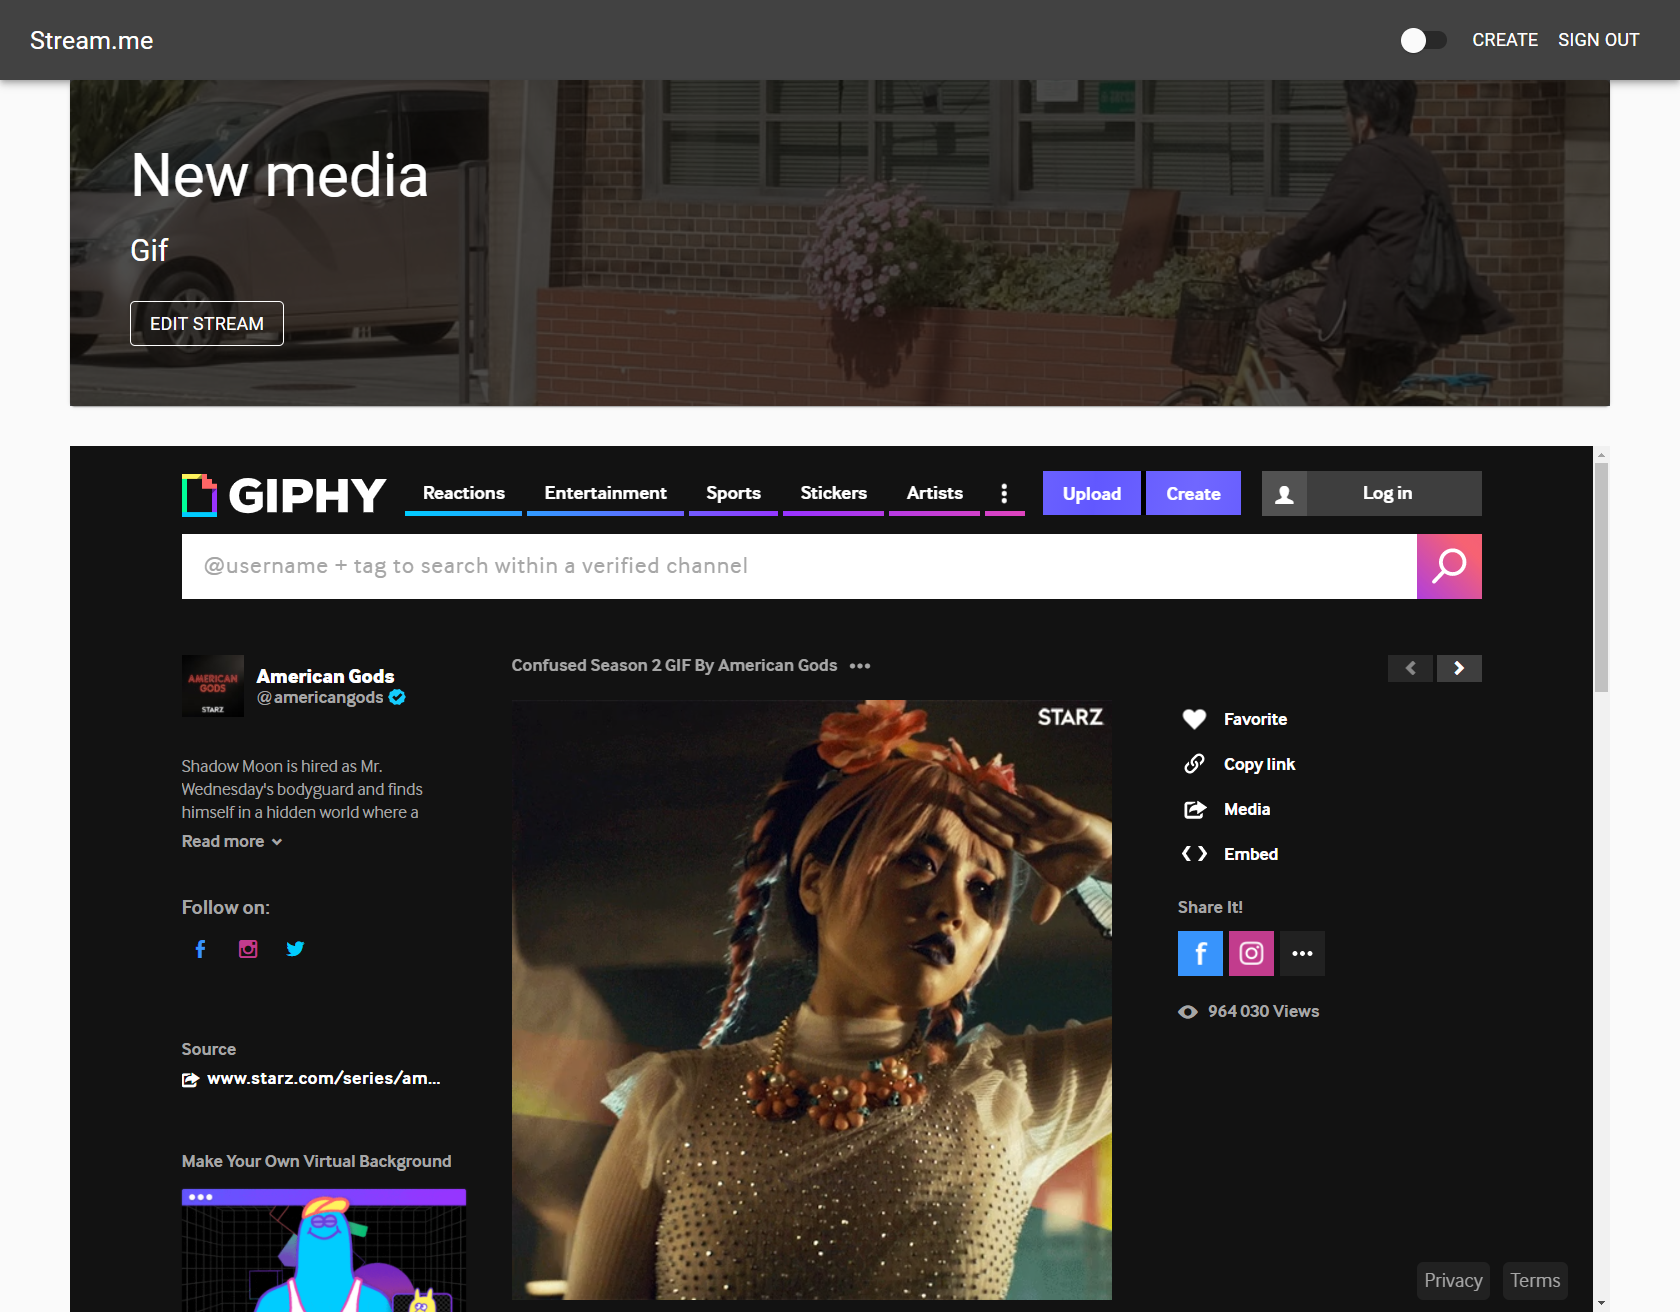 Stream.me
CREATE
SIGN OUT
New media
Gif
EDIT STREAM
GIPHY
Reactions
Entertainment
Sports
Stickers
Artists
Upload
Create
Log in
@username + tag to search within a verified channel
AMERICAN
GODS
STARZ
American Gods
@americangods
Shadow Moon is hired as Mr.
Wednesday's bodyguard and finds
himself in a hidden world where a
Read more
Follow on:
Source
www.starz.com/series/am...
Make Your Own Virtual Background
Confused Season 2 GIF By American Gods
STARZ
Favorite
Copy link
Media
Embed
Share It!
964 030 Views
Privacy
Terms